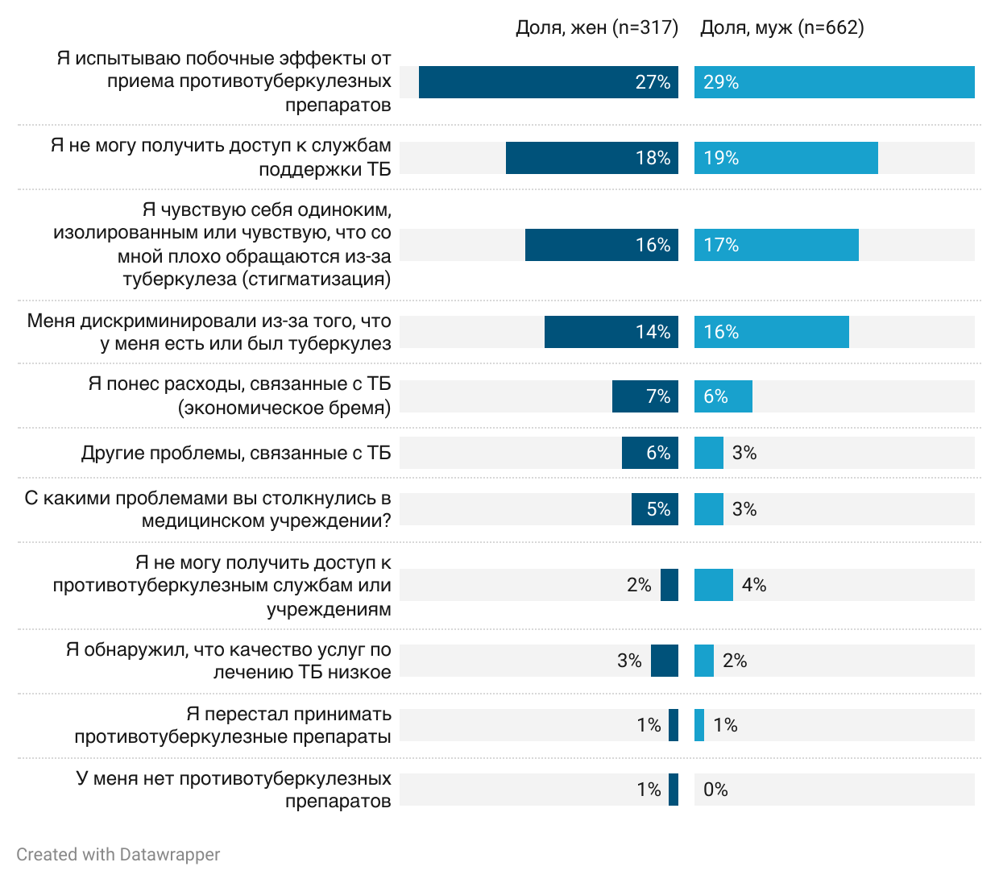 Доля, жен (n=317) Доля, муж (n=662)
Я испытываю побочные эффекты от
приема противотуберкулезных
препаратов
27% 29%
Я не могу получить доступ к службам
поддержки ТБ
18% 19%
Я чувствую себя одиноким,
изолированным или чувствую, что со
мной плохо обращаются из-за
туберкулеза (стигматизация)
16% 17%
Меня дискриминировали из-за того, что
у меня есть или был туберкулез
14% 16%
Я понес расходы, связанные с ТБ
(экономическое бремя)
7% 6%
Другие проблемы, связанные с ТБ
6% 3%
С какими проблемами вы столкнулись в
медицинском учреждении?
5% 3%
Я не могу получить доступ к
противотуберкулезным службам или
учреждениям
2% 4%
Я обнаружил, что качество услуг по
лечению ТБ низкое
3% 2%
Я перестал принимать
противотуберкулезные препараты
1% 1%
У меня нет противотуберкулезных
препаратов
1% 0%
Created with Datawrapper